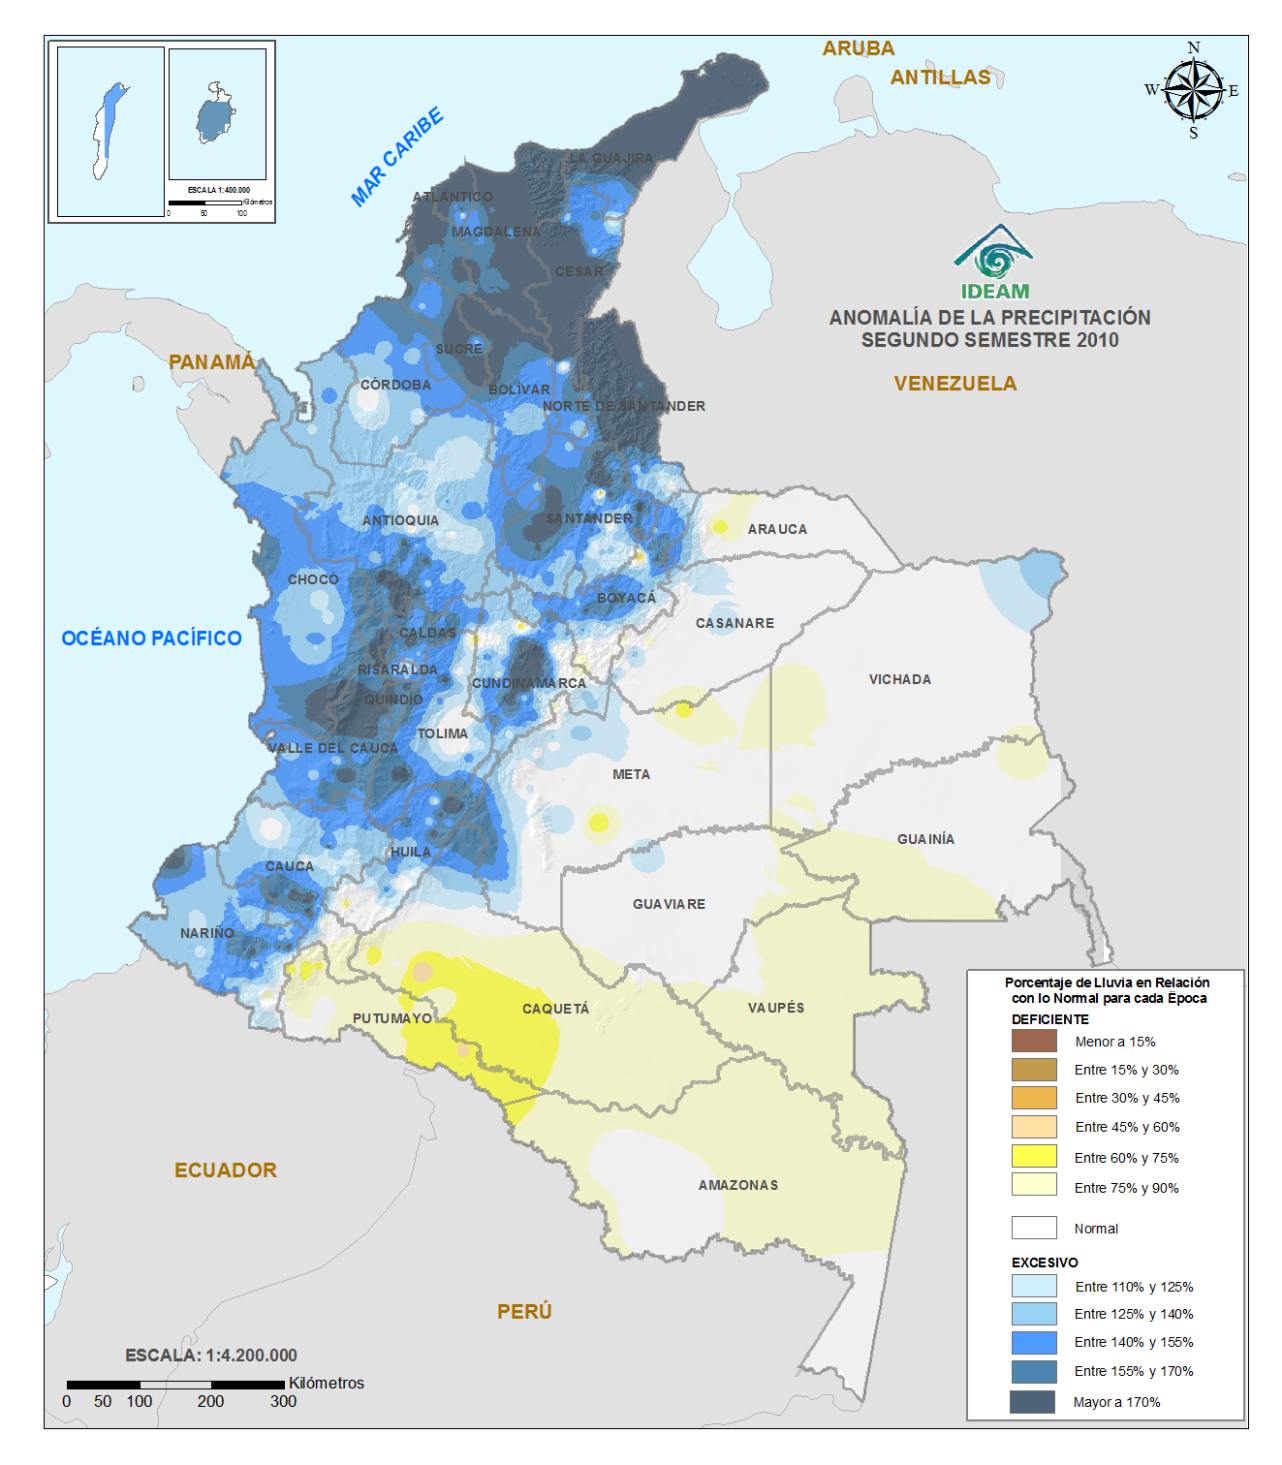 ARUBA
ANTILLAS
N
W
E
S
MAR CARIBE
ESCALA 1:400.000
Kilómetros
0 50 100
LA GUAJIRA
ATLÁNTICO
MAGDALENA
CESAR
IDEAM
ANOMALÍA DE LA PRECIPITACIÓN
SEGUNDO SEMESTRE 2010
VENEZUELA
PANAMÁ
SUCRE
CÓRDOBA
BOLÍVAR
NORTE DE SANTANDER
ANTIOQUIA
SANTANDER
ARAUCA
CHOCÓ
BOYACÁ
CASANARE
OCÉANO PACÍFICO
CALDAS
RISARALDA
CUNDINAMARCA
VICHADA
QUINDÍO
TOLIMA
VALLE DEL CAUCA
META
GUAINÍA
HUILA
CAUCA
GUAVIARE
NARIÑO
CAQUETÁ
VAUPÉS
PUTUMAYO
ECUADOR
AMAZONAS
PERÚ
Porcentaje de Lluvia en Relación
con lo Normal para cada Época
DEFICIENTE
Menor a 15%
Entre 15% y 30%
Entre 30% y 45%
Entre 45% y 60%
Entre 60% y 75%
Entre 75% y 90%
Normal
EXCESIVO
Entre 110% y 125%
Entre 125% y 140%
Entre 140% y 155%
Entre 155% y 170%
Mayor a 170%
ESCALA: 1:4.200.000
Kilómetros
0 50 100 200 300